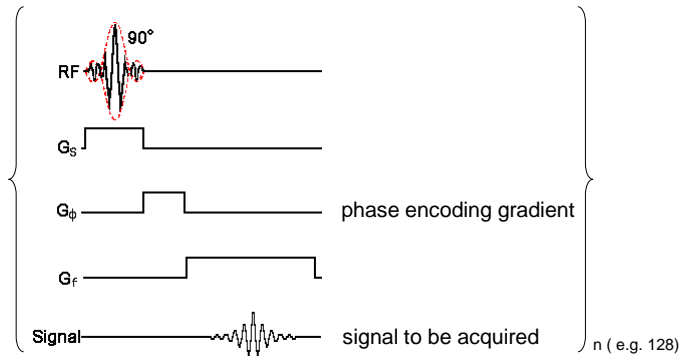 90°
RF
Gs
Gϕ phase encoding gradient
Gf
Signal signal to be acquired
n ( e.g. 128)